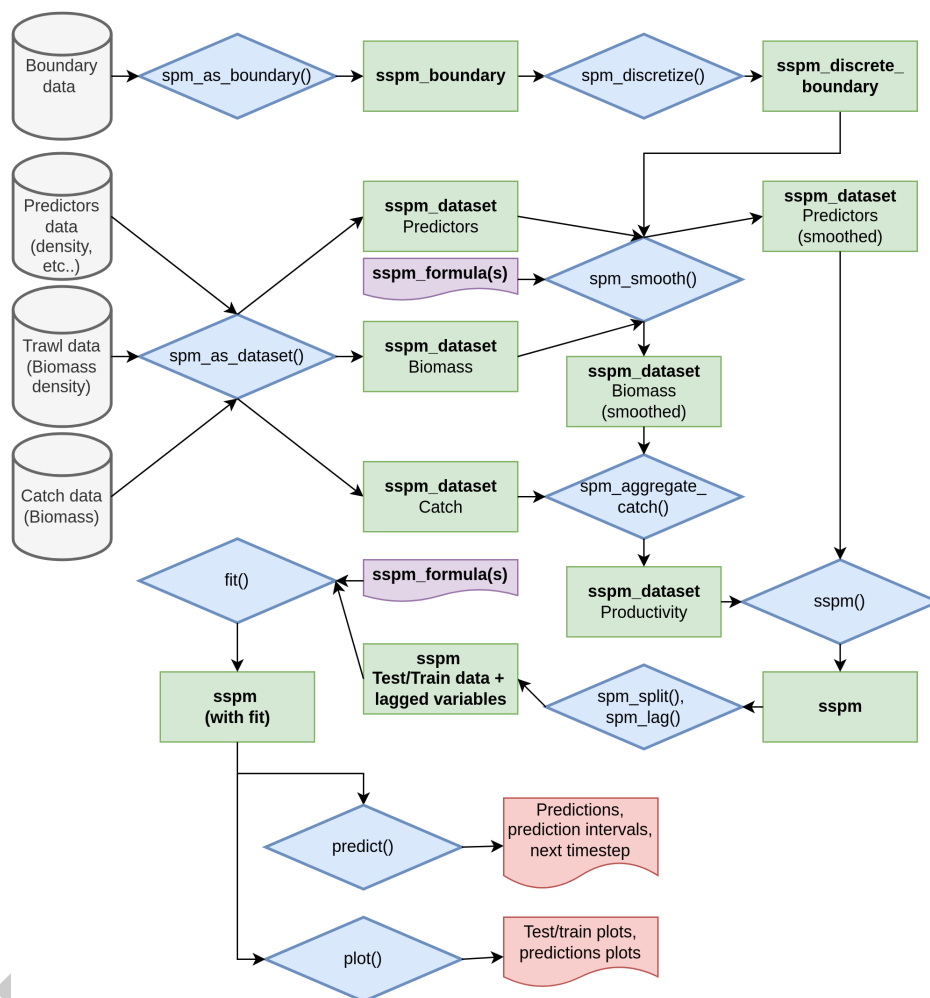 Boundary
data
spm_as_boundary()
sspm_boundary
spm_discretize()
sspm_discrete_
boundary
Predictors
data
(density,
etc..)
sspm_dataset
Predictors
sspm_dataset
Predictors
(smoothed)
sspm_formula(s)
spm_smooth()
Trawl data
(Biomass
density)
spm_as_dataset()
sspm_dataset
Biomass
sspm_dataset
Biomass
(smoothed)
Catch data
(Biomass)
sspm_dataset
Catch
spm_aggregate_
catch()
fit()
sspm_formula(s)
sspm_dataset
Productivity
sspm()
sspm
(with fit)
sspm
Test/Train data +
lagged variables
spm_split(),
spm_lag()
sspm
predict()
Predictions,
prediction intervals,
next timestep
plot()
Test/train plots,
predictions plots